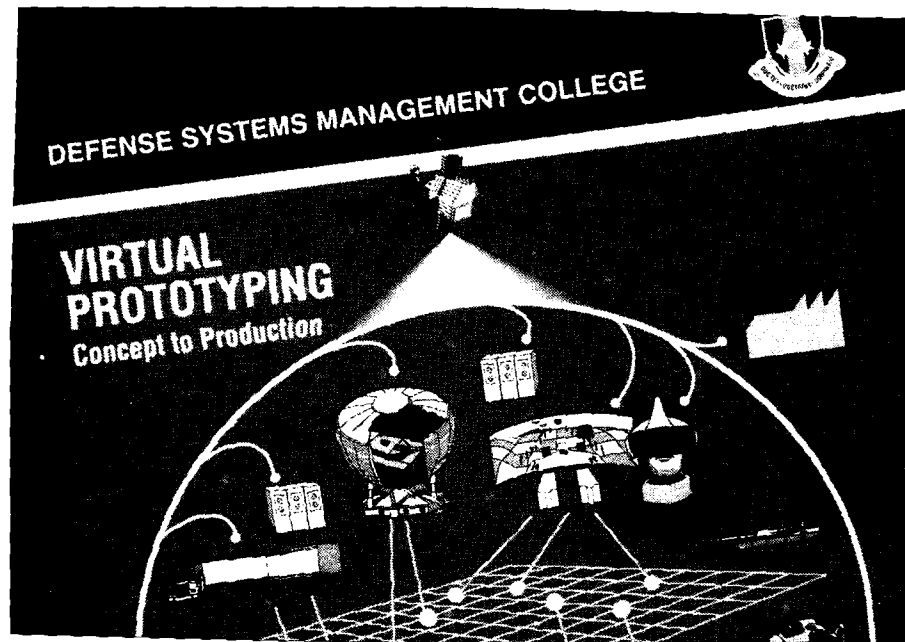 DEFENSE SYSTEMS MANAGEMENT COLLEGE
VIRTUAL
PROTOTYPING
Concept to Production